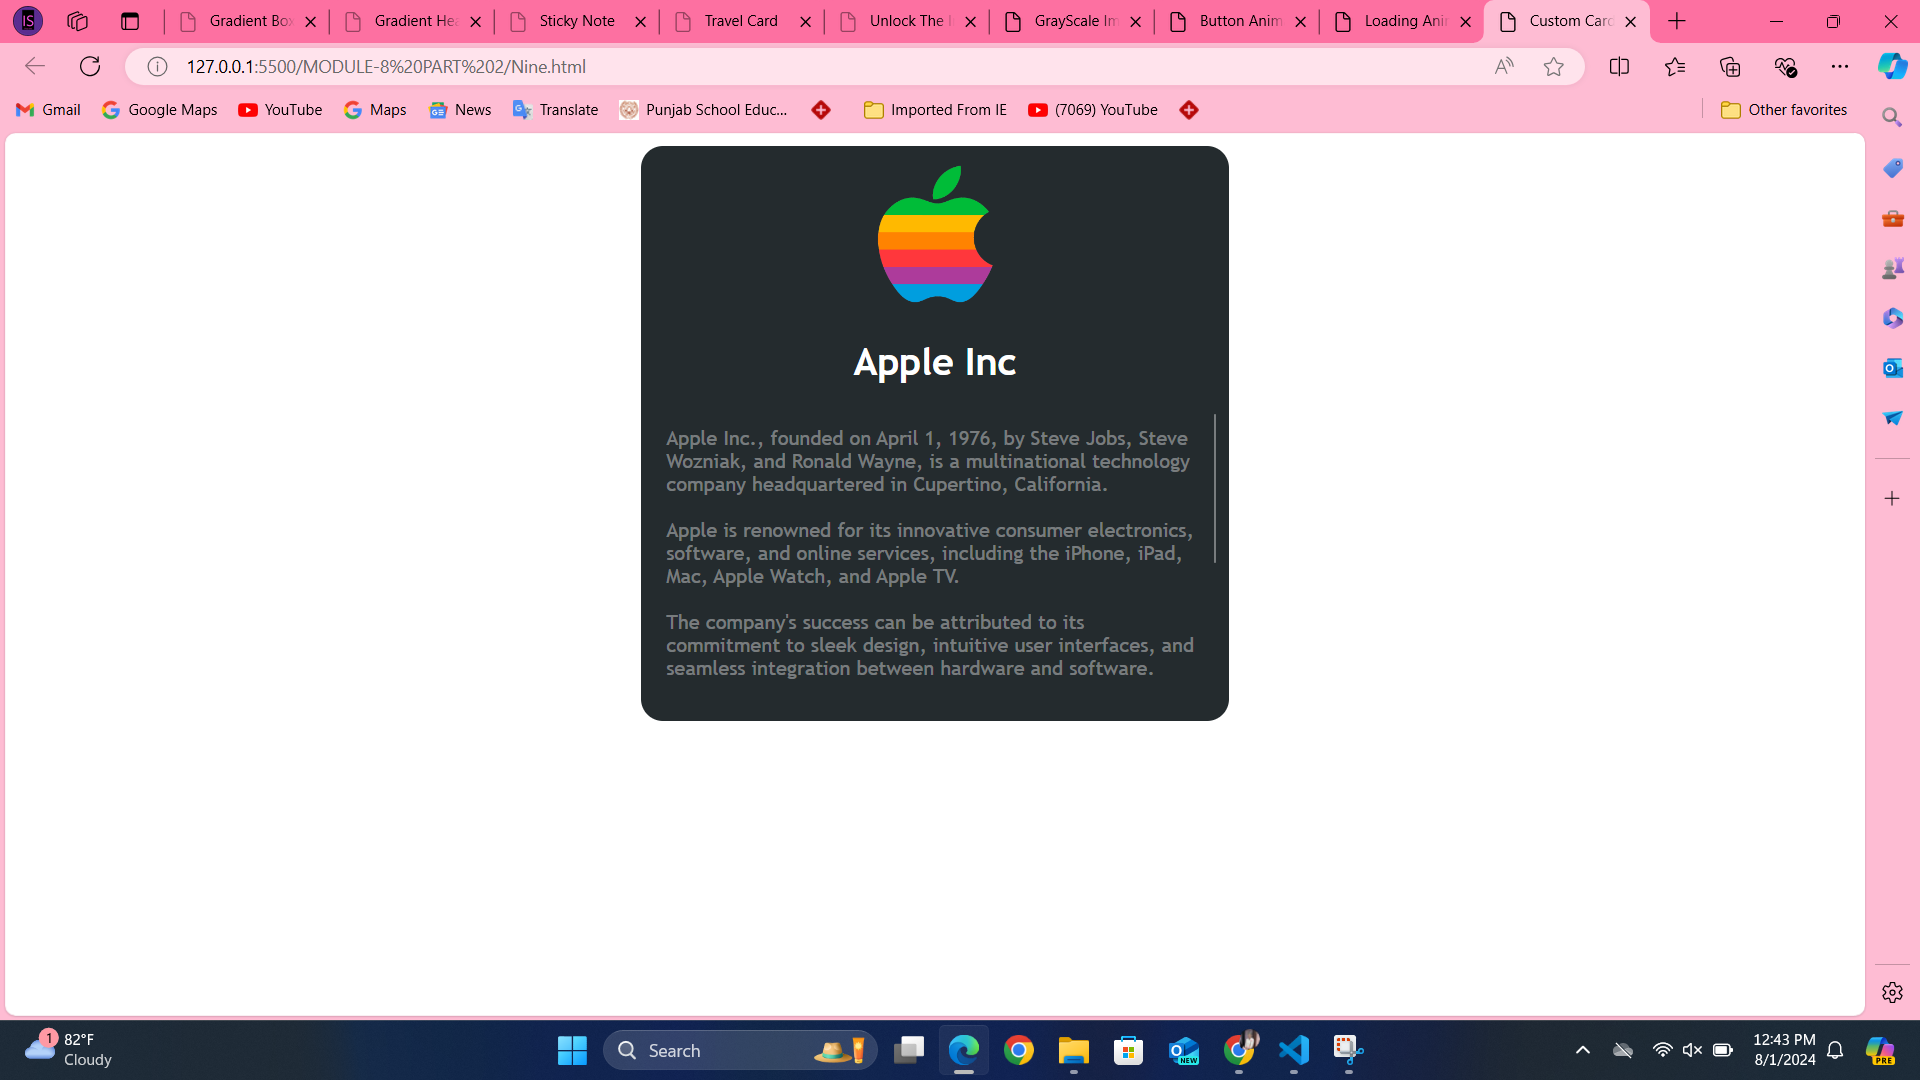 IS
Gradient Box
Gradient Hea
Sticky Note
Travel Card
Unlock The I
GrayScale Im
Button Anim
Loading Ani
Custom Card
127.0.0.1:5500/MODULE-8%20PART%202/Nine.html
Gmail
Google Maps
YouTube
Maps
News
Translate
Punjab School Educ...
Imported From IE
(7069) YouTube
Other favorites
Apple Inc
Apple Inc., founded on April 1, 1976, by Steve Jobs, Steve
Wozniak, and Ronald Wayne, is a multinational technology
company headquartered in Cupertino, California.
Apple is renowned for its innovative consumer electronics,
software, and online services, including the iPhone, iPad,
Mac, Apple Watch, and Apple TV.
The company's success can be attributed to its
commitment to sleek design, intuitive user interfaces, and
seamless integration between hardware and software.
1
82°F
Cloudy
Search
NEW
12:43 PM
8/1/2024
PRE